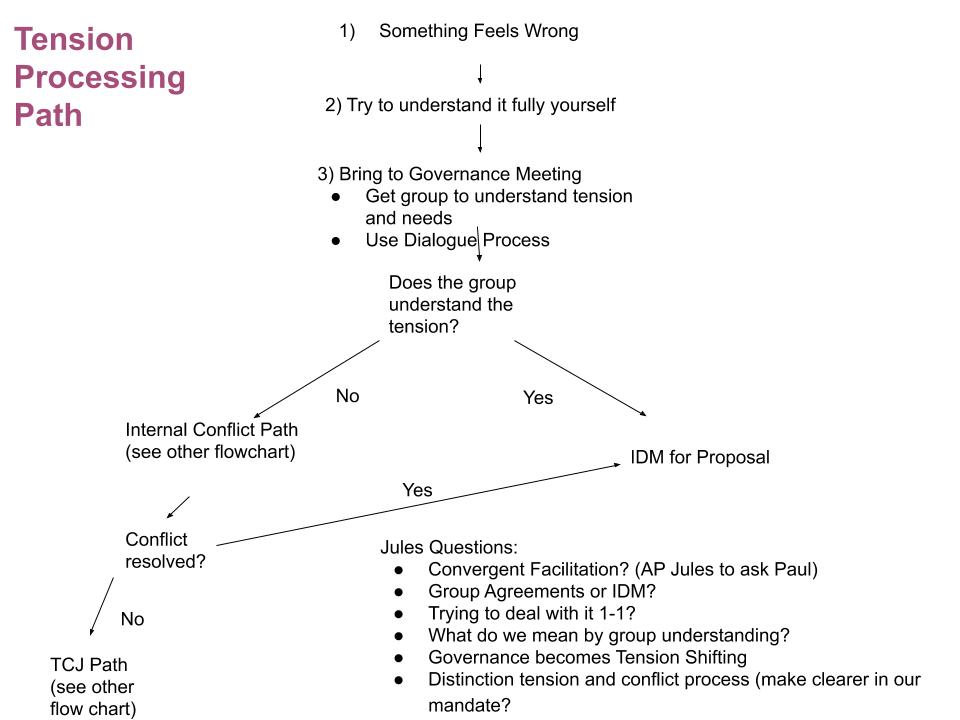 Tension
Processing
Path
1) Something Feels Wrong
2) Try to understand it fully yourself
3) Bring to Governance Meeting
● Get group to understand tension
and needs
● Use Dialogue Process
Does the group
understand the
tension?
No
Yes
Internal Conflict Path
(see other flowchart)
IDM for Proposal
Yes
Conflict
resolved?
No
TCJ Path
(see other
flow chart)
Jules Questions:
● Convergent Facilitation? (AP Jules to ask Paul)
● Group Agreements or IDM?
● Trying to deal with it 1-1?
● What do we mean by group understanding?
● Governance becomes Tension Shifting
● Distinction tension and conflict process (make clearer in our
mandate?